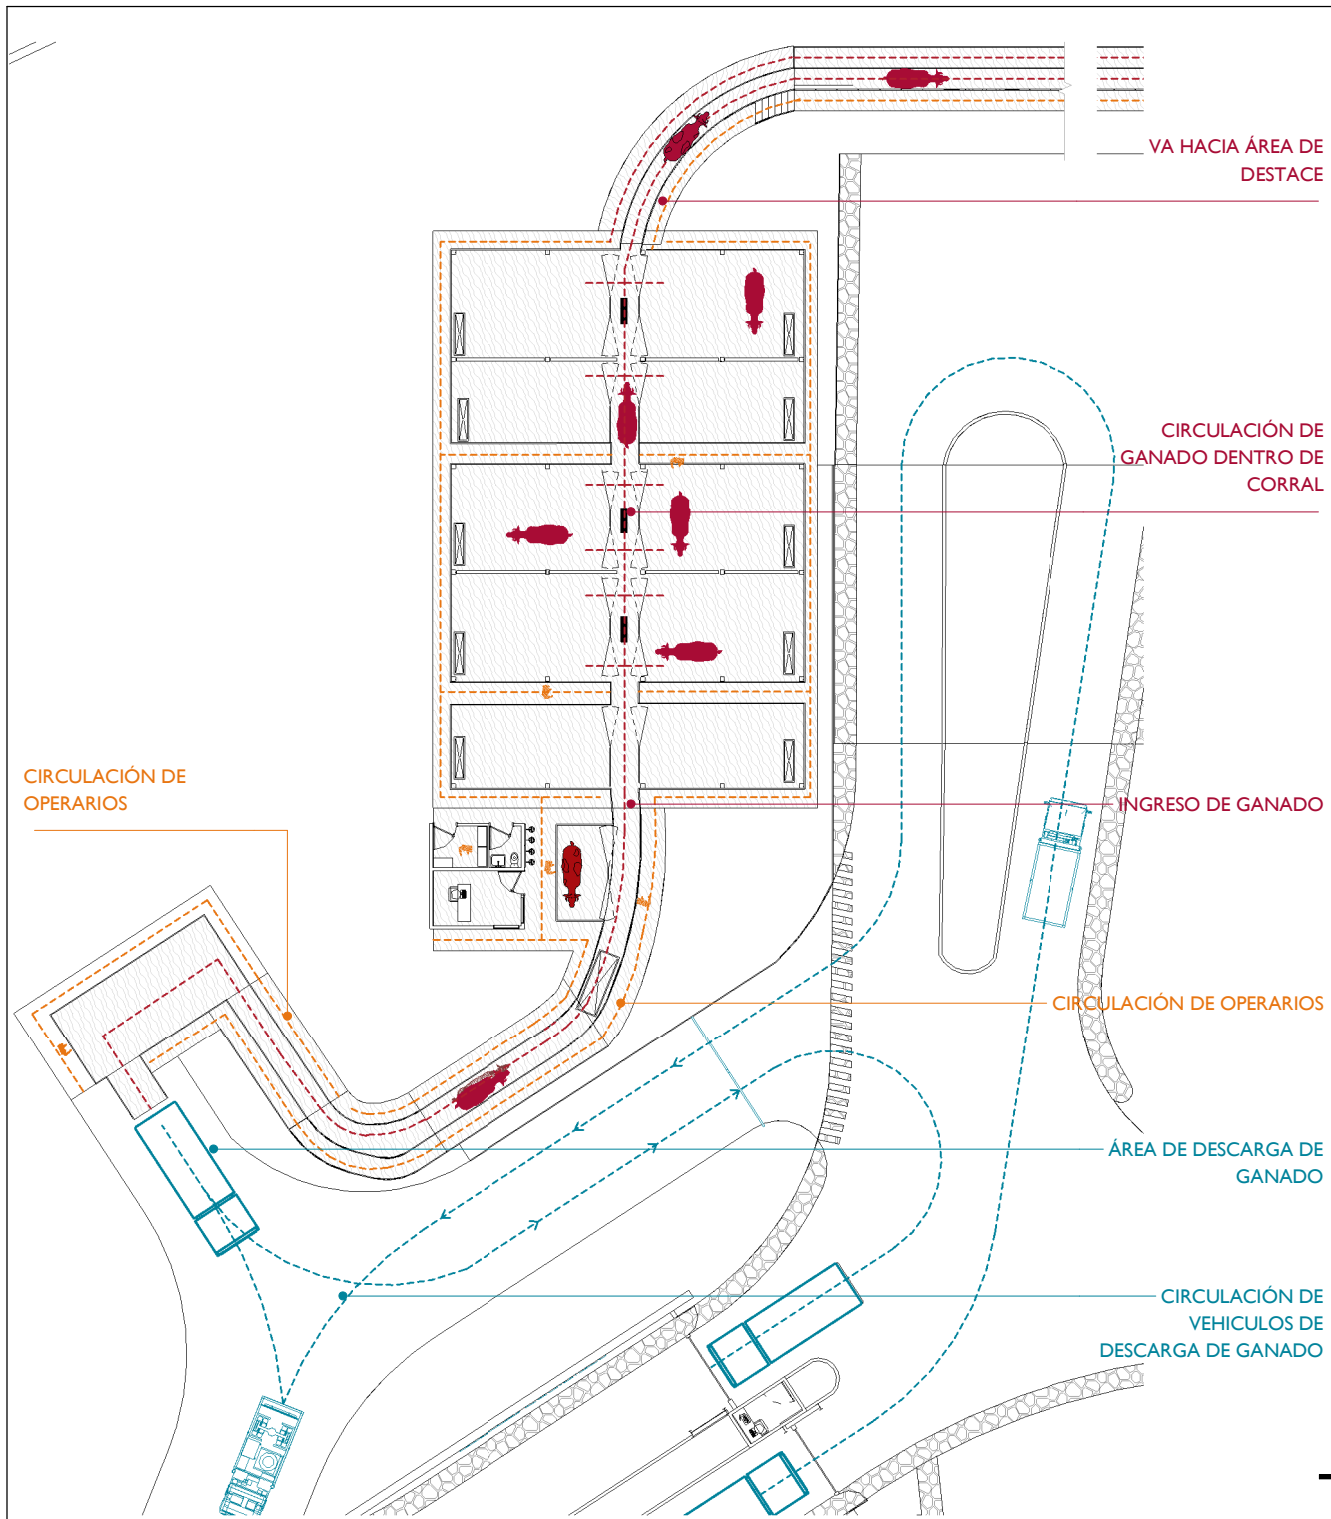 VA HACIA ÁREA DE
DESTACE
CIRCULACIÓN DE
GANADO DENTRO DE
CORRAL
CIRCULACIÓN DE
OPERARIOS
INGRESO DE GANADO
CIRCULACIÓN DE OPERARIOS
ÁREA DE DESCARGA DE
GANADO
CIRCULACIÓN DE
VEHICULOS DE
DESCARGA DE GANADO